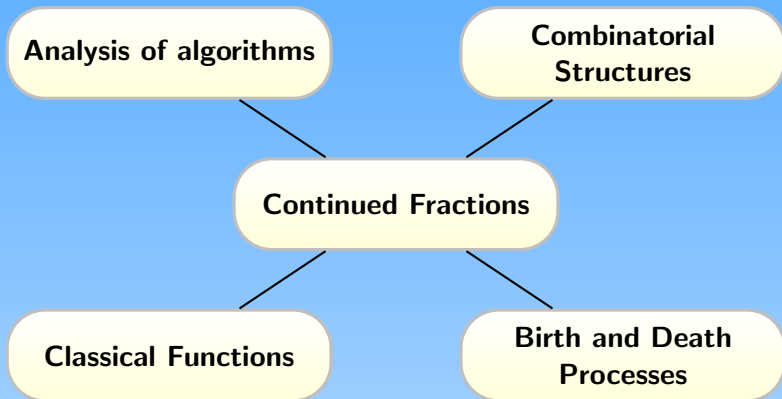 Analysis of algorithms
Combinatorial
Structures
Continued Fractions
Classical Functions
Birth and Death
Processes